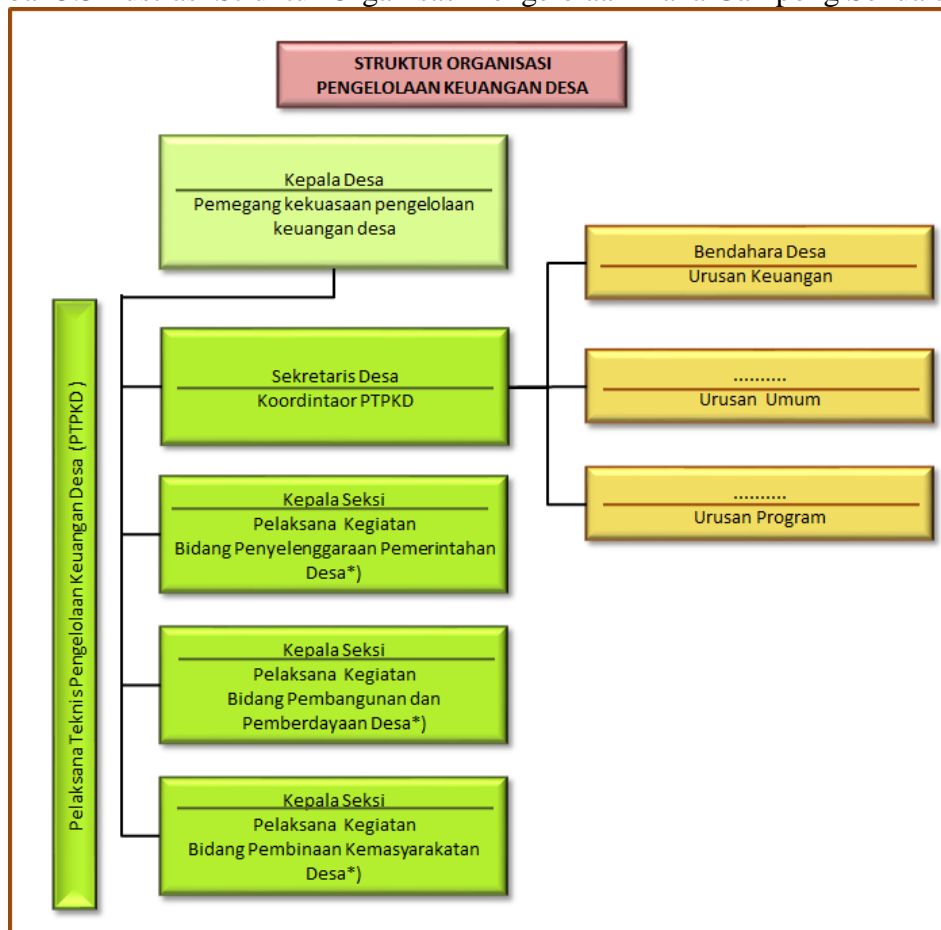 STRUKTUR ORGANISASI
PENGELOLAAN KEUANGAN DESA
Kepala Desa
Pemegang kekuasaan pengelolaan
keuangan desa
Bendahara Desa
Urusan Keuangan
Pelaksana Teknis Pengelolaan Keuangan Desa (PTPKD )
Sekretaris Desa
Koordintaor PTPKD
..........
Urusan Umum
Kepala Seksi
Pelaksana Kegiatan
Bidang Penyelenggaraan Pemerintahan
Desa*)
..........
Urusan Program
Kepala Seksi
Pelaksana Kegiatan
Bidang Pembangunan dan
Pemberdayaan Desa*)
Kepala Seksi
Pelaksana Kegiatan
Bidang Pembinaan Kemasyarakatan
Desa*)